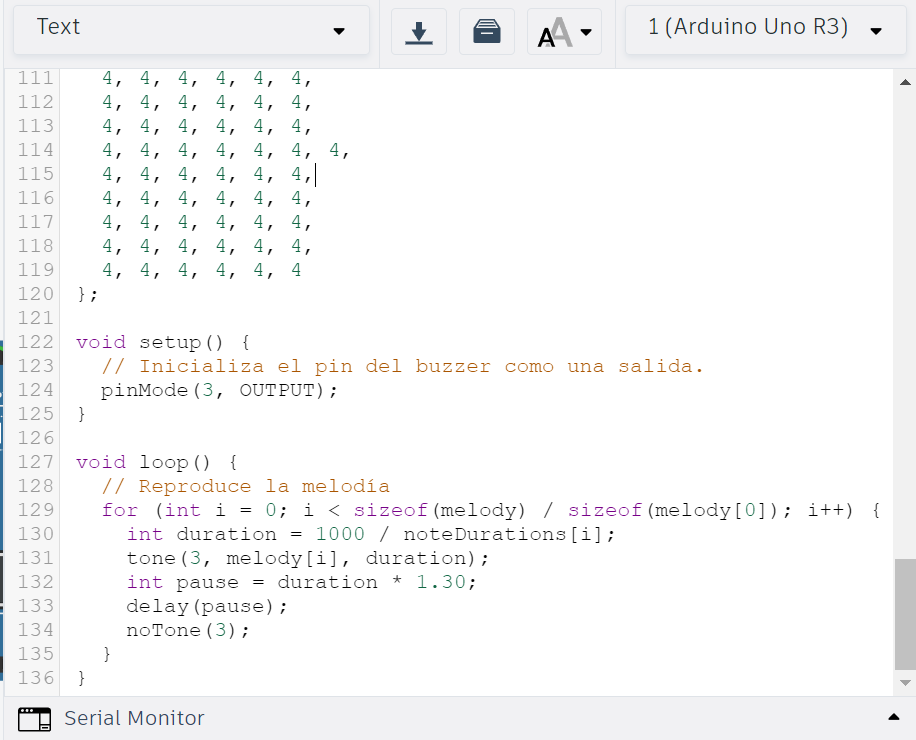 Text
1 (Arduino Uno R3)
111 4, 4, 4, 4, 4, 4,
112 4, 4, 4, 4, 4, 4,
113 4, 4, 4, 4, 4, 4,
114 4, 4, 4, 4, 4, 4, 4,
115 4, 4, 4, 4, 4, 4,
116 4, 4, 4, 4, 4, 4,
117 4, 4, 4, 4, 4, 4,
118 4, 4, 4, 4, 4, 4,
119 4, 4, 4, 4, 4, 4
120 };
121
122 void setup() {
123 // Inicializa el pin del buzzer como una salida.
124 pinMode(3, OUTPUT);
125 }
126
127 void loop() {
128 // Reproduce la melodía
129 for (int i = 0; i < sizeof(melody) / sizeof(melody[0]); i++) {
130 int duration = 1000 / noteDurations[i];
131 tone(3, melody[i], duration);
132 int pause = duration * 1.30;
133 delay(pause);
134 noTone(3);
135 }
136 }
Serial Monitor